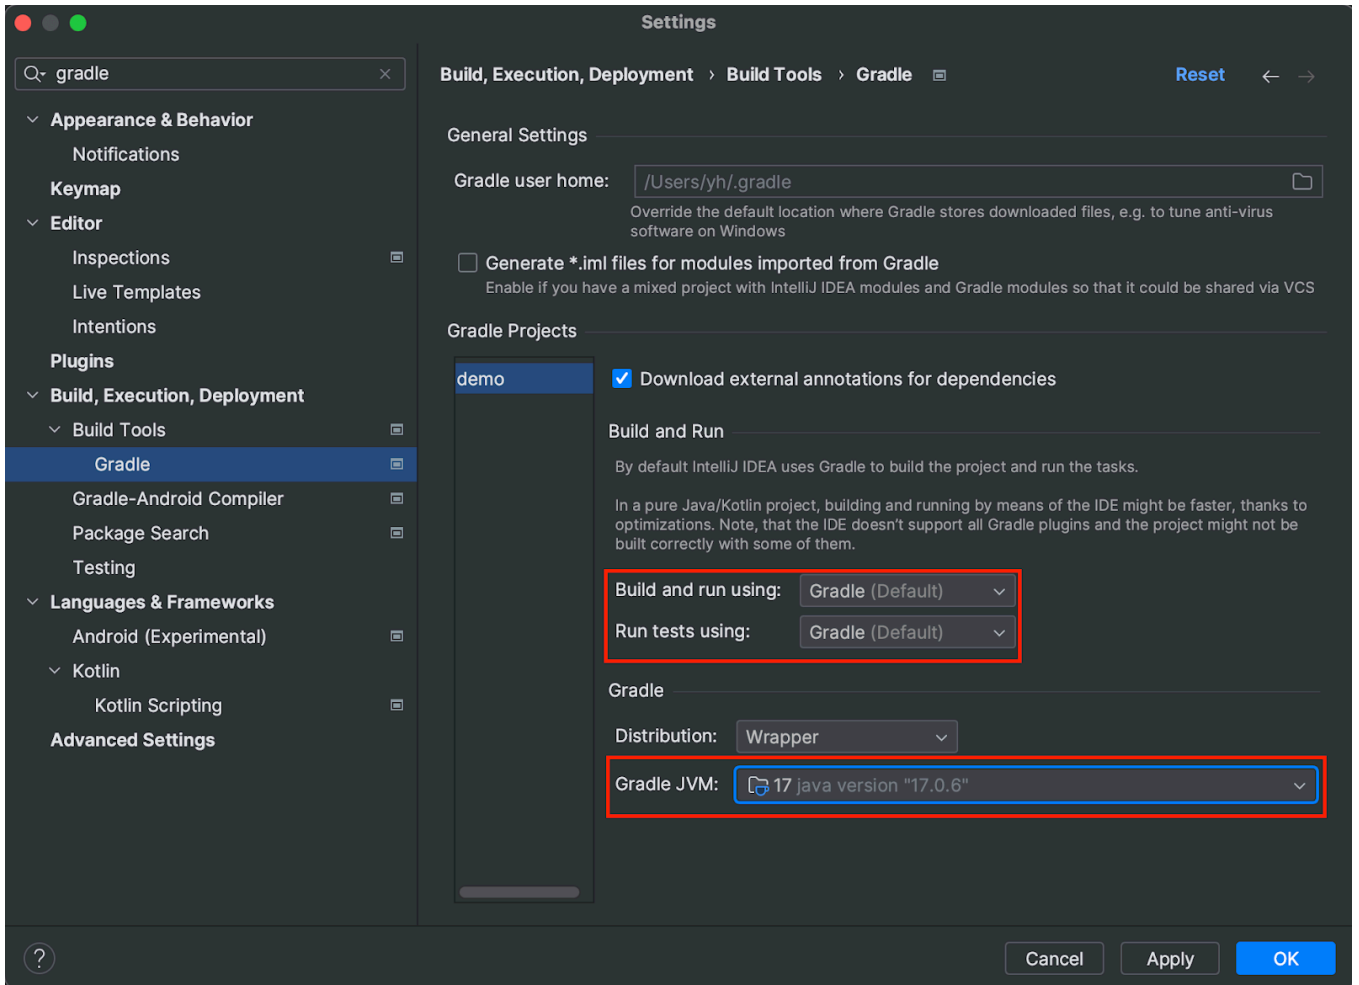 Settings
gradle
Appearance & Behavior
Notifications
Keymap
Editor
Inspections
Live Templates
Intentions
Plugins
Build, Execution, Deployment
Build Tools
Gradle
Gradle-Android Compiler
Package Search
Testing
Languages & Frameworks
Android (Experimental)
Kotlin
Kotlin Scripting
Advanced Settings
Build, Execution, Deployment › Build Tools › Gradle
Reset
General Settings
Gradle user home: /Users/yh/.gradle
Override the default location where Gradle stores downloaded files, e.g. to tune anti-virus
software on Windows
Generate *.iml files for modules imported from Gradle
Enable if you have a mixed project with IntelliJ IDEA modules and Gradle modules so that it could be shared via VCS
Gradle Projects
demo
Download external annotations for dependencies
Build and Run
By default IntelliJ IDEA uses Gradle to build the project and run the tasks.
In a pure Java/Kotlin project, building and running by means of the IDE might be faster, thanks to
optimizations. Note, that the IDE doesn't support all Gradle plugins and the project might not be
built correctly with some of them.
Build and run using: Gradle (Default)
Run tests using: Gradle (Default)
Gradle
Distribution: Wrapper
Gradle JVM: 17 java version "17.0.6"
?
Cancel
Apply
OK